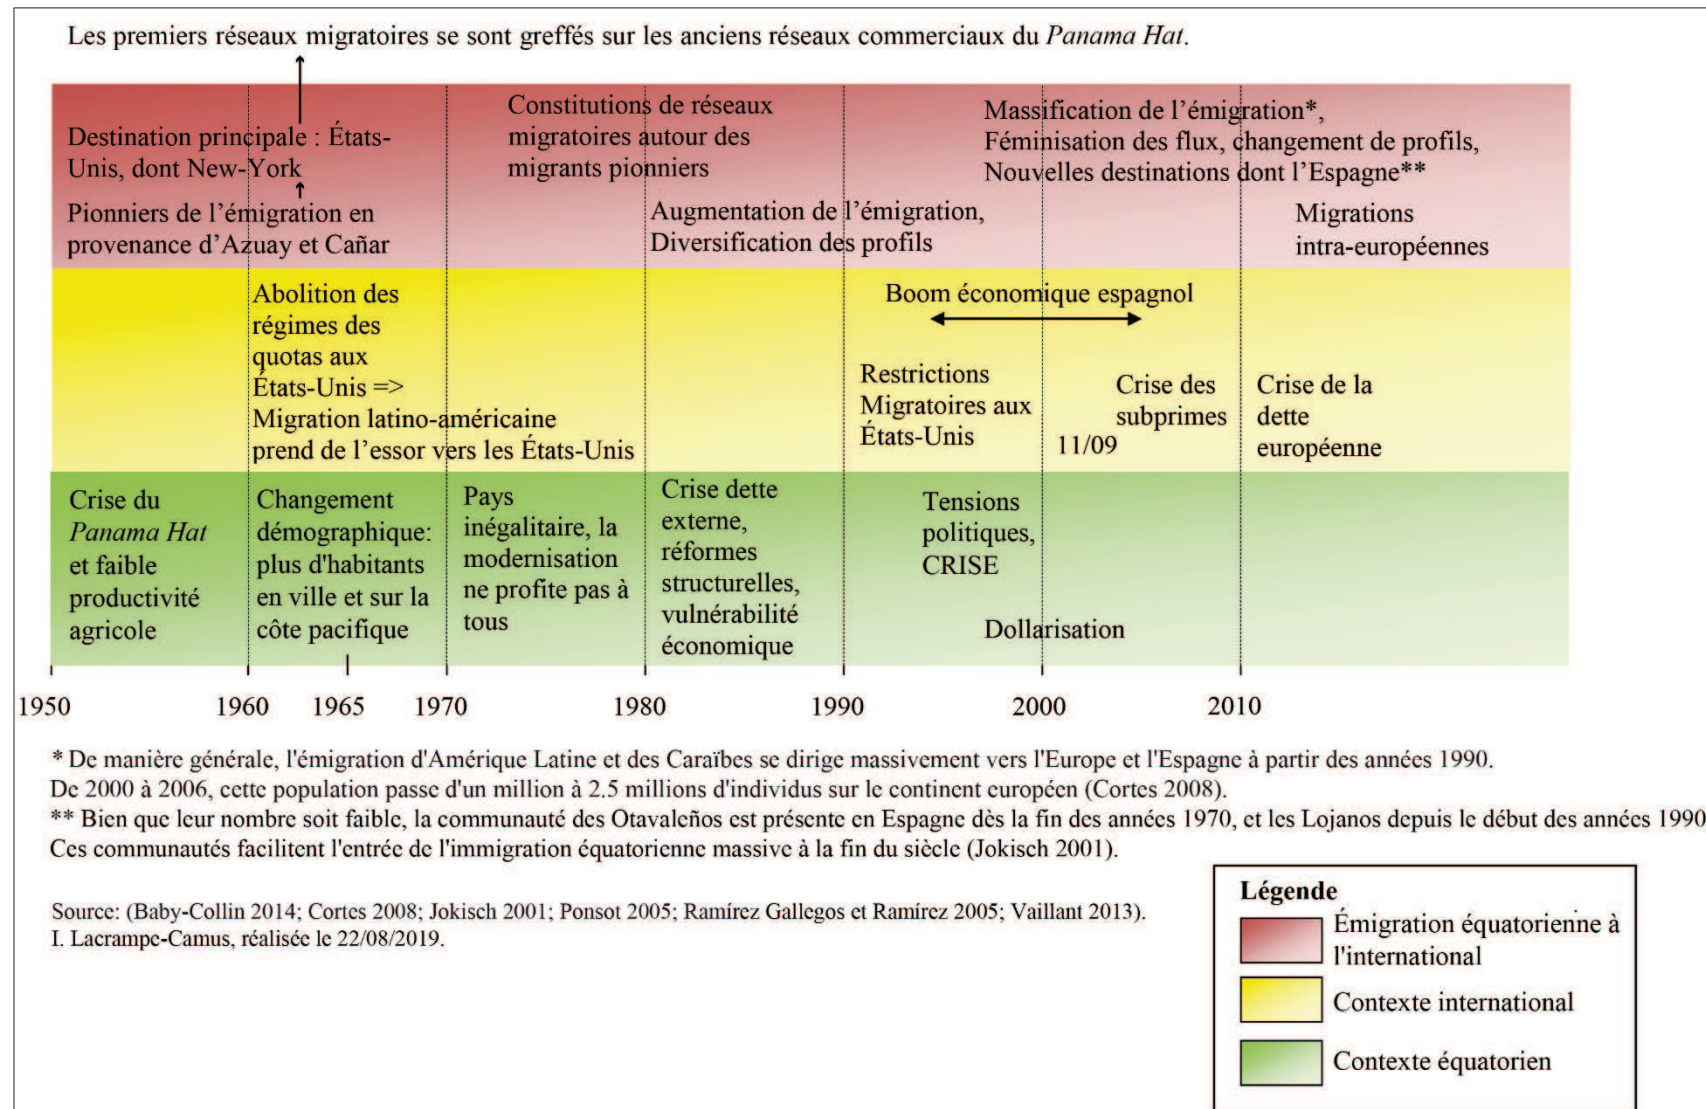 Les premiers réseaux migratoires se sont greffés sur les anciens réseaux commerciaux du Panama Hat.
Destination principale : États-
Unis, dont New-York
Pionniers de l’émigration en
provenance d’Azuay et Cañar
Constitutions de réseaux
migratoires autour des
migrants pionniers
Augmentation de l’émigration,
Diversification des profils
Massification de l’émigration*,
Féminisation des flux, changement de profils,
Nouvelles destinations dont l’Espagne**
Migrations
intra-européennes
Abolition des
régimes des
quotas aux
États-Unis =>
Migration latino-américaine
prend de l’essor vers les États-Unis
Boom économique espagnol
Restrictions
Migratoires aux
États-Unis
11/09
Crise des
subprimes
Crise de la
dette
européenne
Crise du
Panama Hat
et faible
productivité
agricole
Changement
démographique:
plus d'habitants
en ville et sur la
côte pacifique
Pays
inégalitaire, la
modernisation
ne profite pas à
tous
Crise dette
externe,
réformes
structurelles,
vulnérabilité
économique
Tensions
politiques,
CRISE
Dollarisation
1950
1960
1965
1970
1980
1990
2000
2010
* De manière générale, l'émigration d'Amérique Latine et des Caraïbes se dirige massivement vers l'Europe et l'Espagne à partir des années 1990.
De 2000 à 2006, cette population passe d'un million à 2.5 millions d'individus sur le continent européen (Cortes 2008).
** Bien que leur nombre soit faible, la communauté des Otavaleños est présente en Espagne dès la fin des années 1970, et les Lojanos depuis le début des années 1990
Ces communautés facilitent l'entrée de l'immigration équatorienne massive à la fin du siècle (Jokisch 2001).
Source: (Baby-Collin 2014; Cortes 2008; Jokisch 2001; Ponsot 2005; Ramírez Gallegos et Ramírez 2005; Vaillant 2013).
I. Lacrampe-Camus, réalisée le 22/08/2019.
Légende
Émigration équatorienne à
l'international
Contexte international
Contexte équatorien